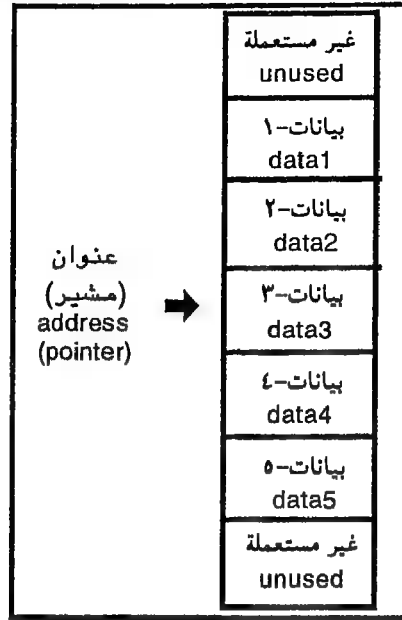 غير مستعملة
unused
بيانات-١
data1
بيانات-٢
data2
عنوان
(مشير)
address
(pointer)
بيانات-٣
data3
بيانات-٤
data4
بيانات-٥
data5
غير مستعملة
unused